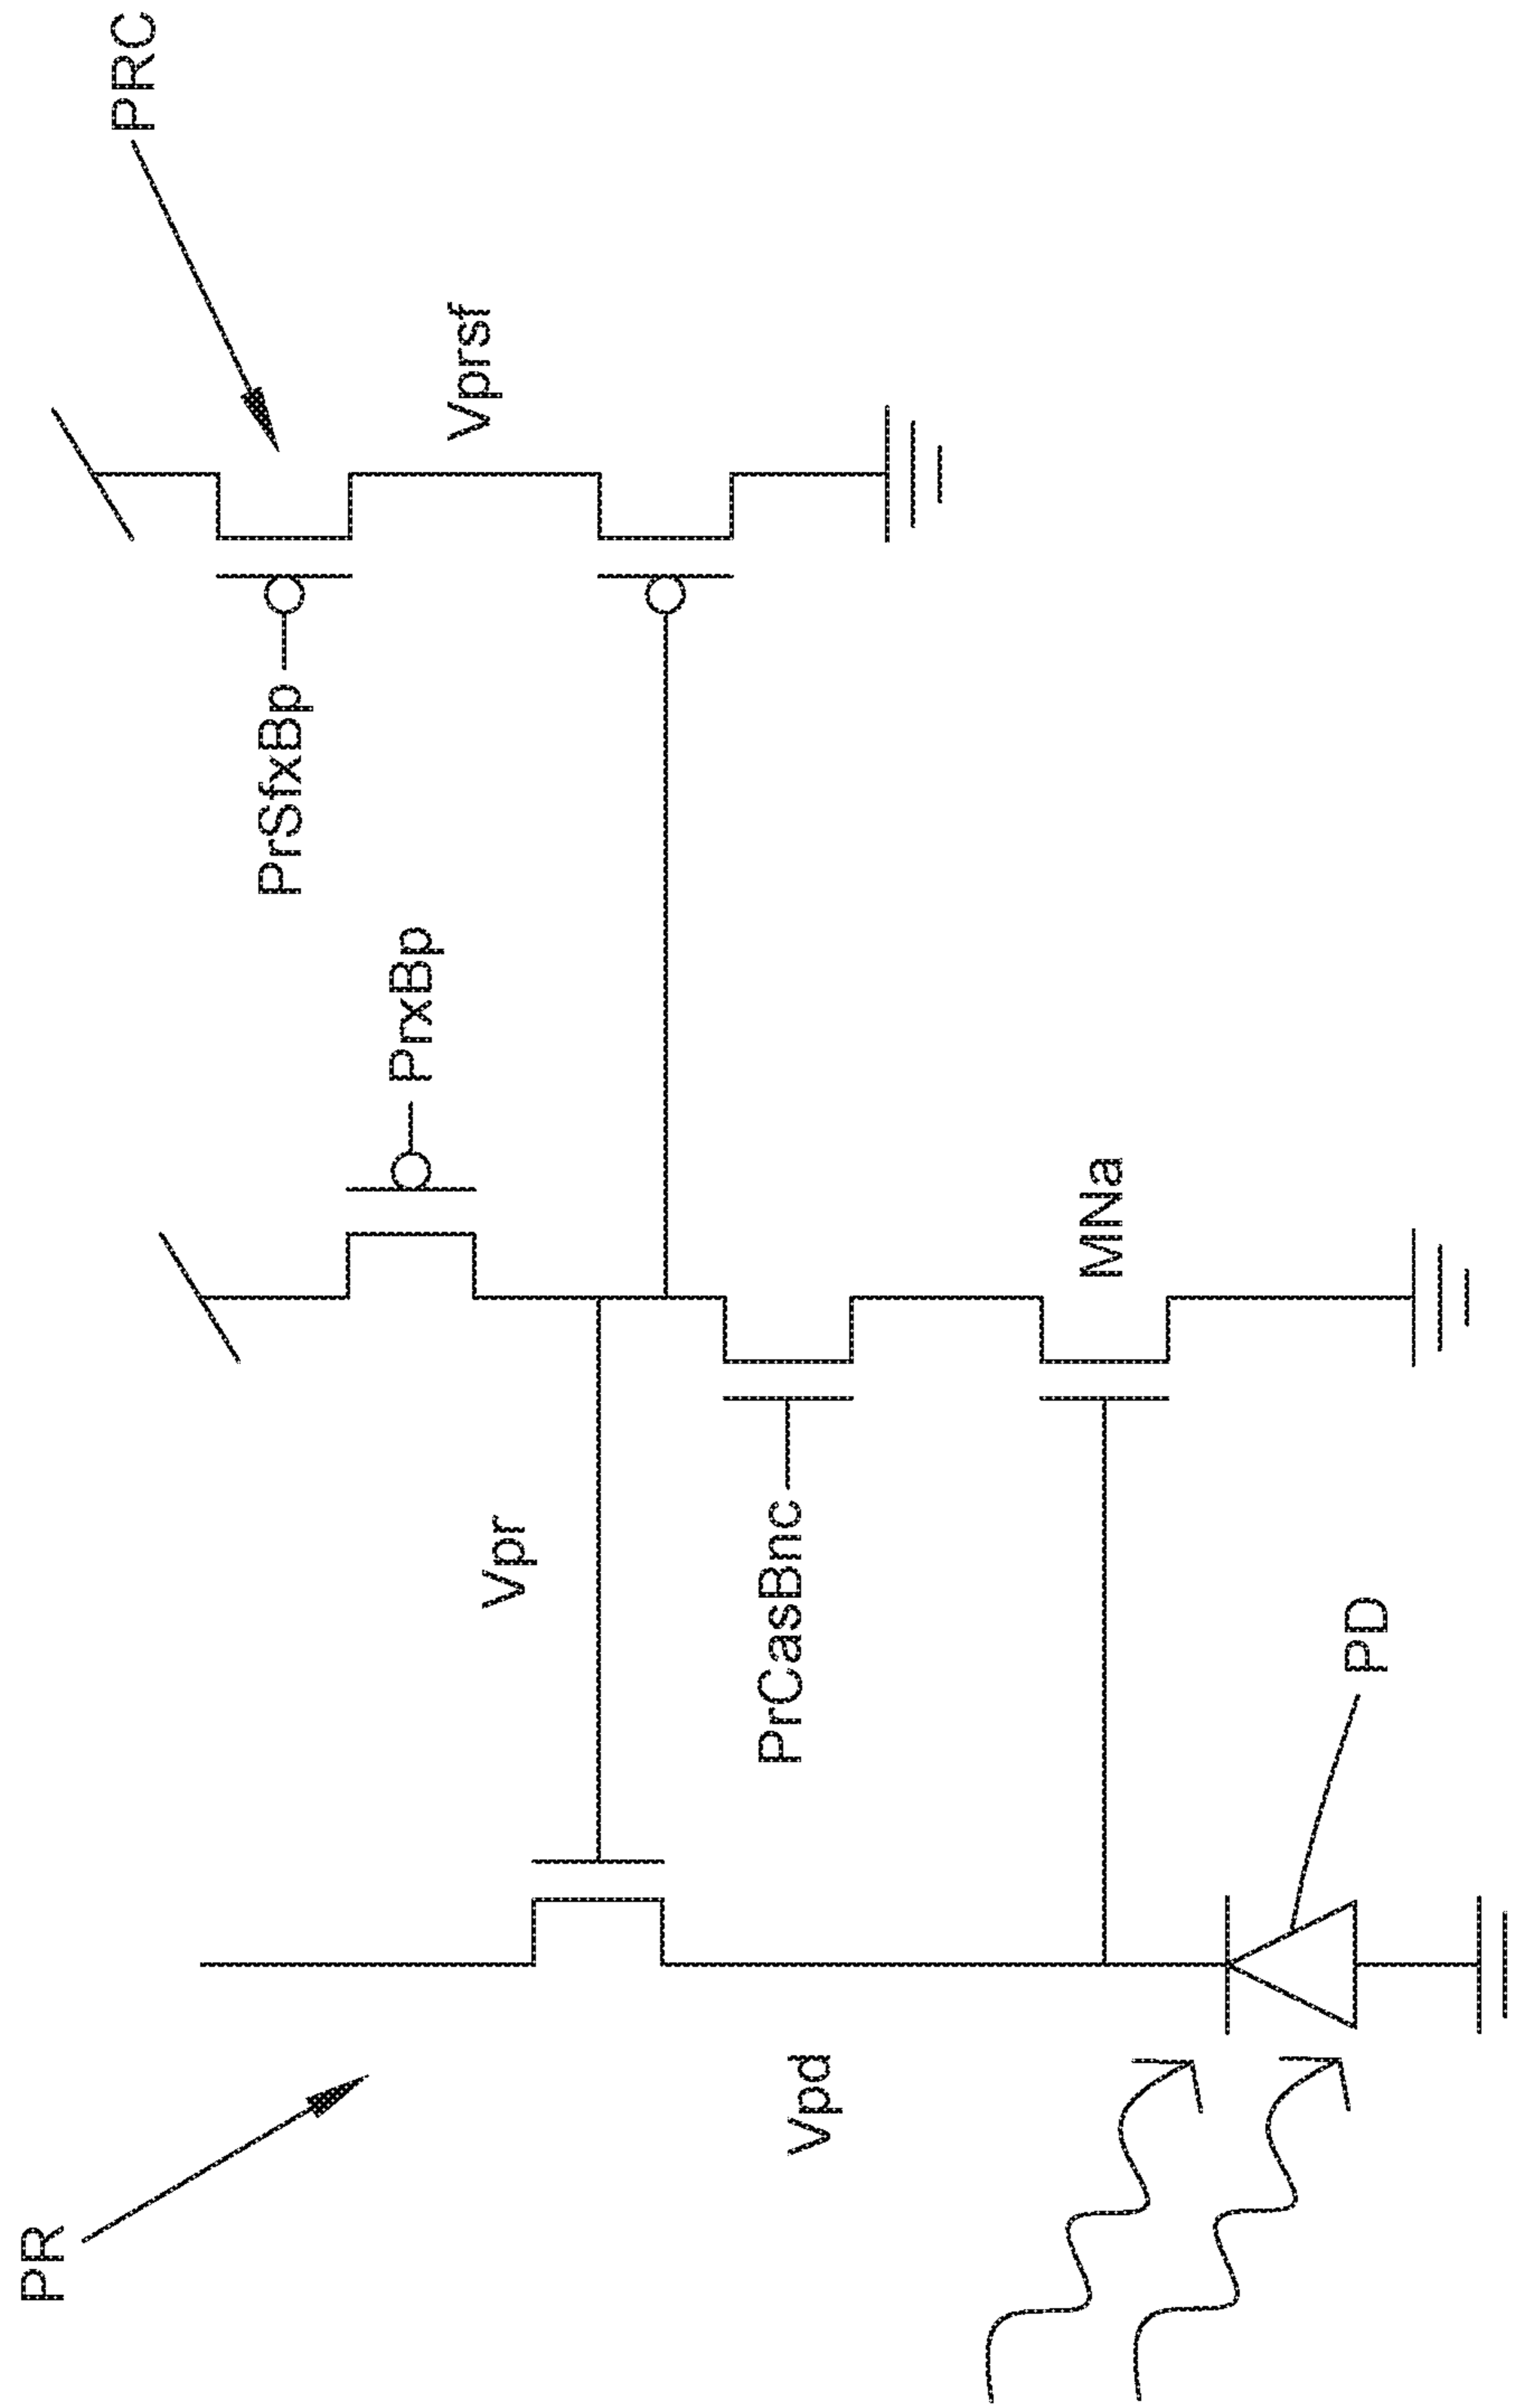 PR
PRC
PrSfxBp
PrxBp
Vprsf
Vpr
PrCasBnc
Vpd
MNa
PD